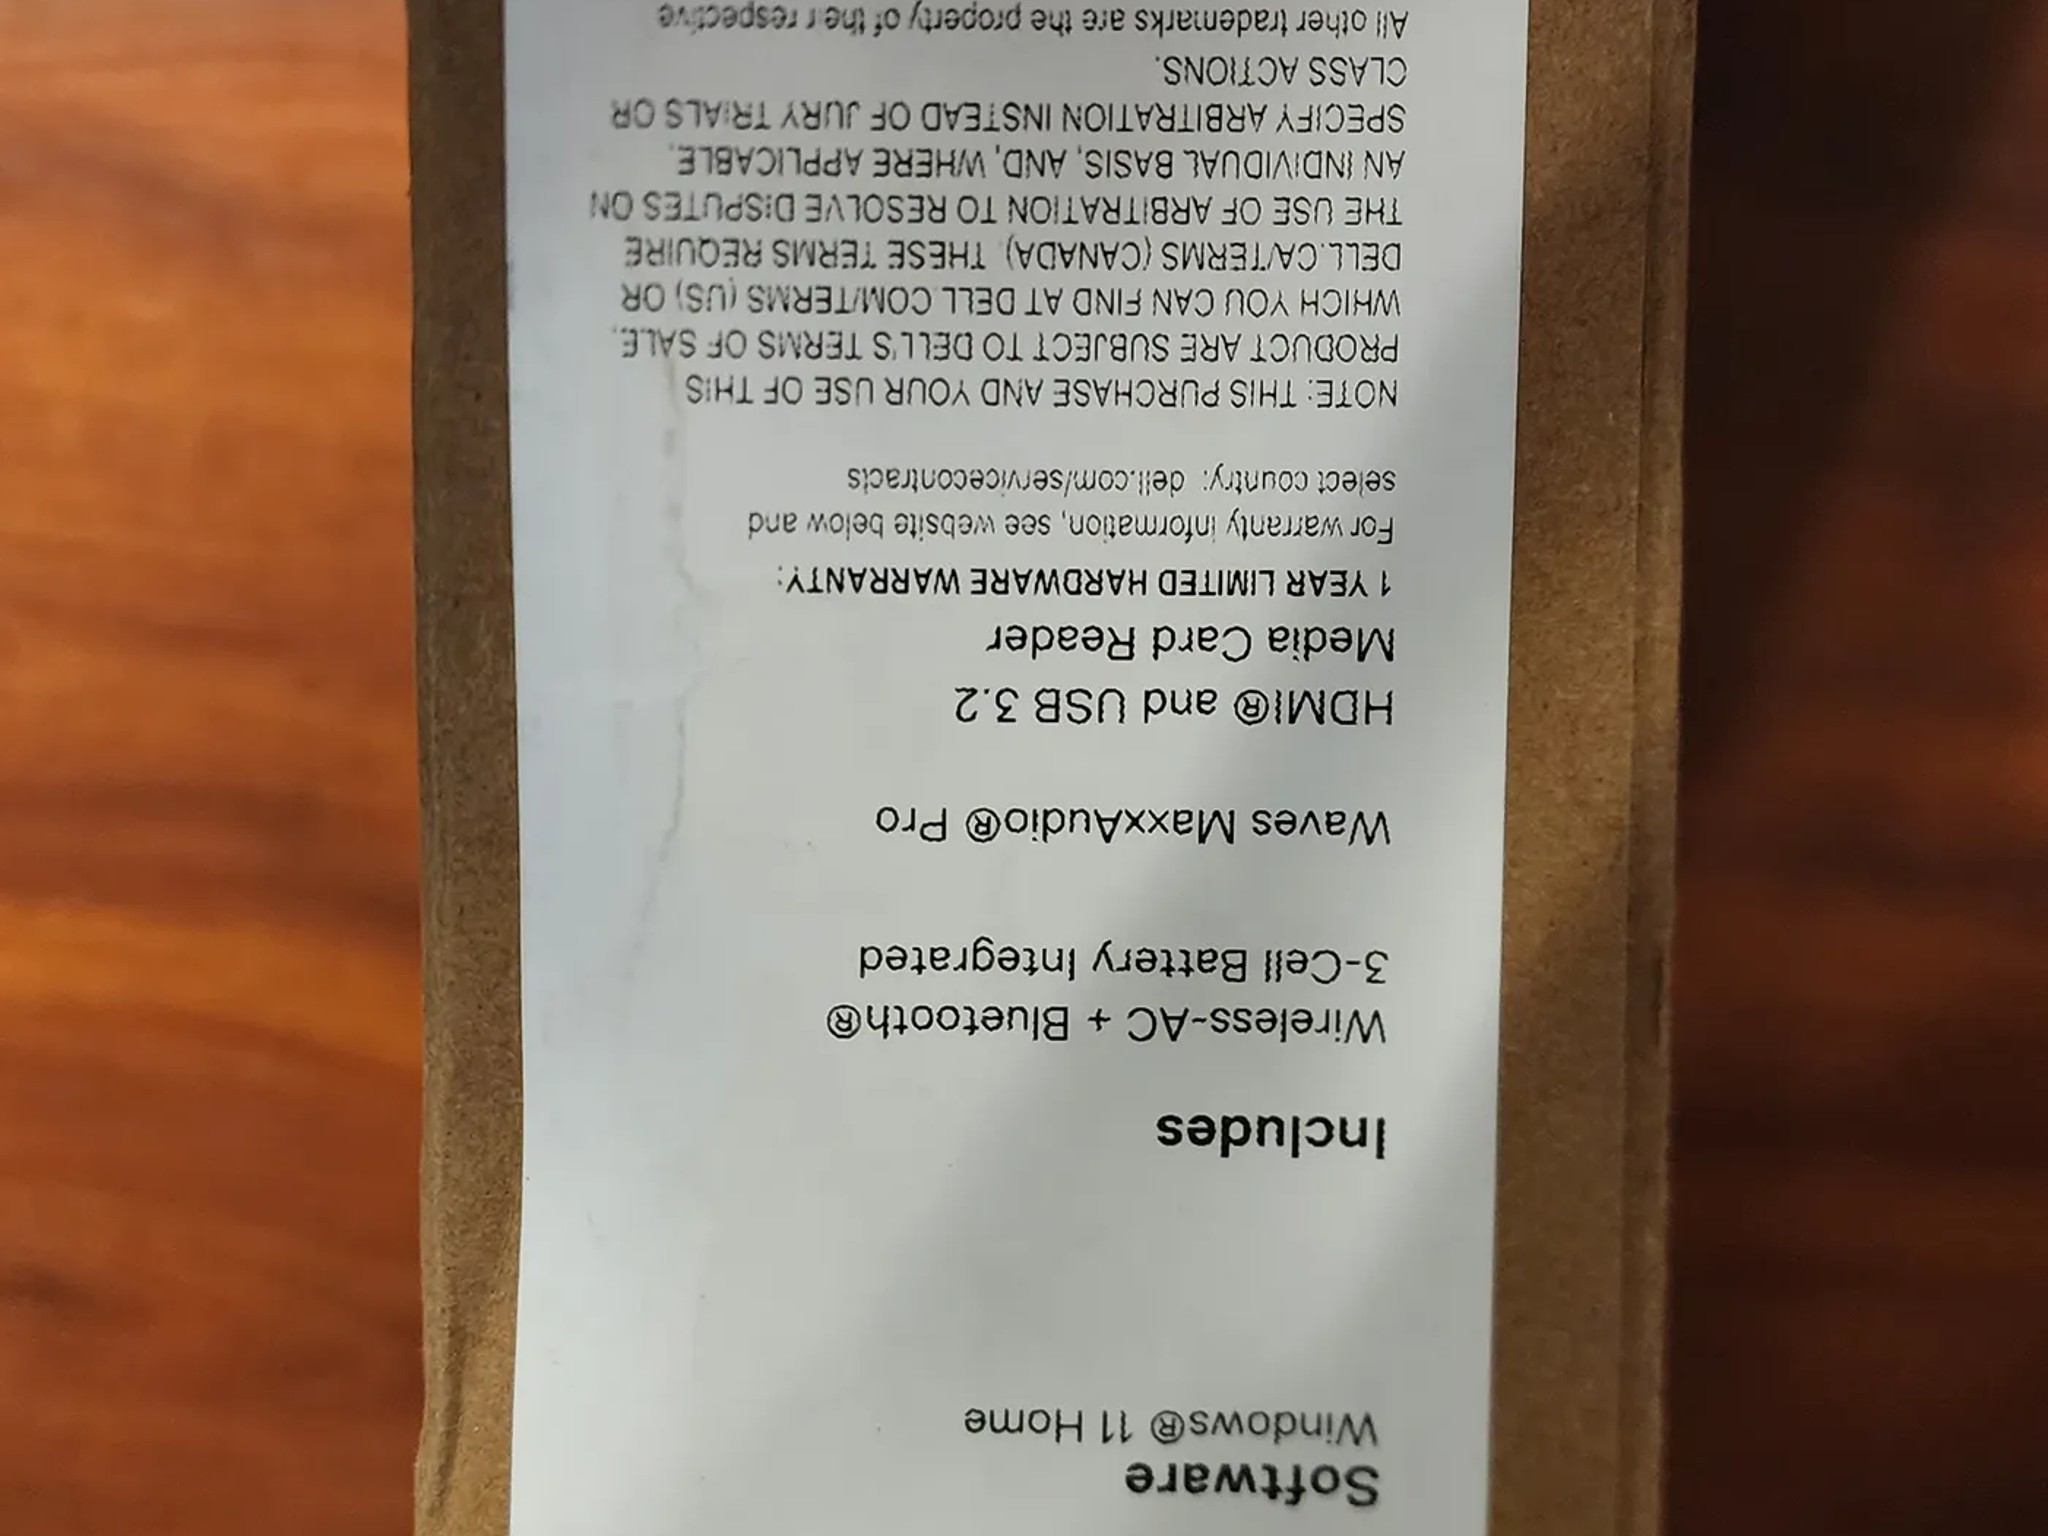 Software
Windows® 11 Home
Includes
Wireless-AC + Bluetooth®
3-Cell Battery Integrated
Waves MaxxAudio® Pro
HDMI® and USB 3.2
Media Card Reader
1 YEAR LIMITED HARDWARE WARRANTY:
For warranty information, see website below and
select country: dell.com/servicecontracts
NOTE: THIS PURCHASE AND YOUR USE OF THIS
PRODUCT ARE SUBJECT TO DELL'S TERMS OF SALE,
WHICH YOU CAN FIND AT DELL.COM/TERMS (US) OR
DELL.CA/TERMS (CANADA). THESE TERMS REQUIRE
THE USE OF ARBITRATION TO RESOLVE DISPUTES ON
AN INDIVIDUAL BASIS, AND, WHERE APPLICABLE,
SPECIFY ARBITRATION INSTEAD OF JURY TRIALS OR
CLASS ACTIONS.
All other trademarks are the property of their respective